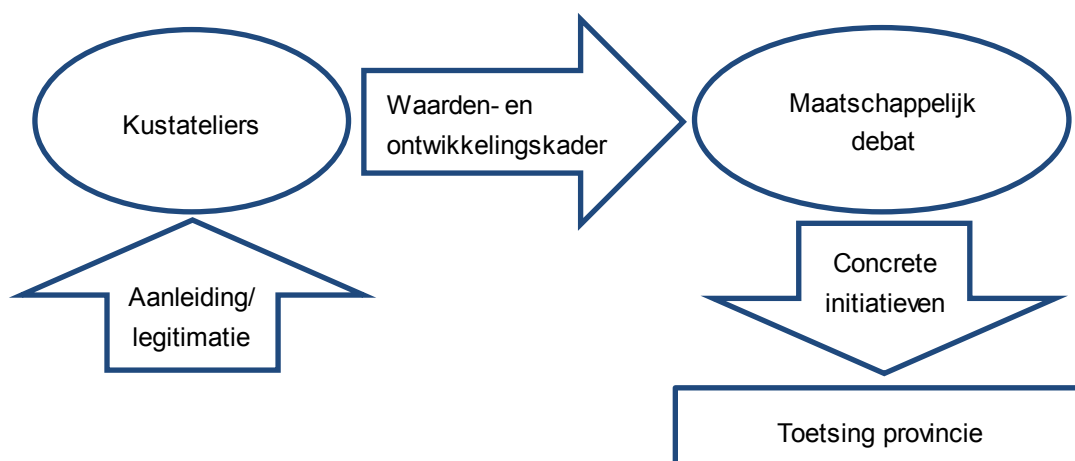 Kustateliers
Waarden- en
ontwikkelingskader
Maatschappelijk
debat
Aanleiding/
legitimatie
Concrete
initiatieven
Toetsing provincie